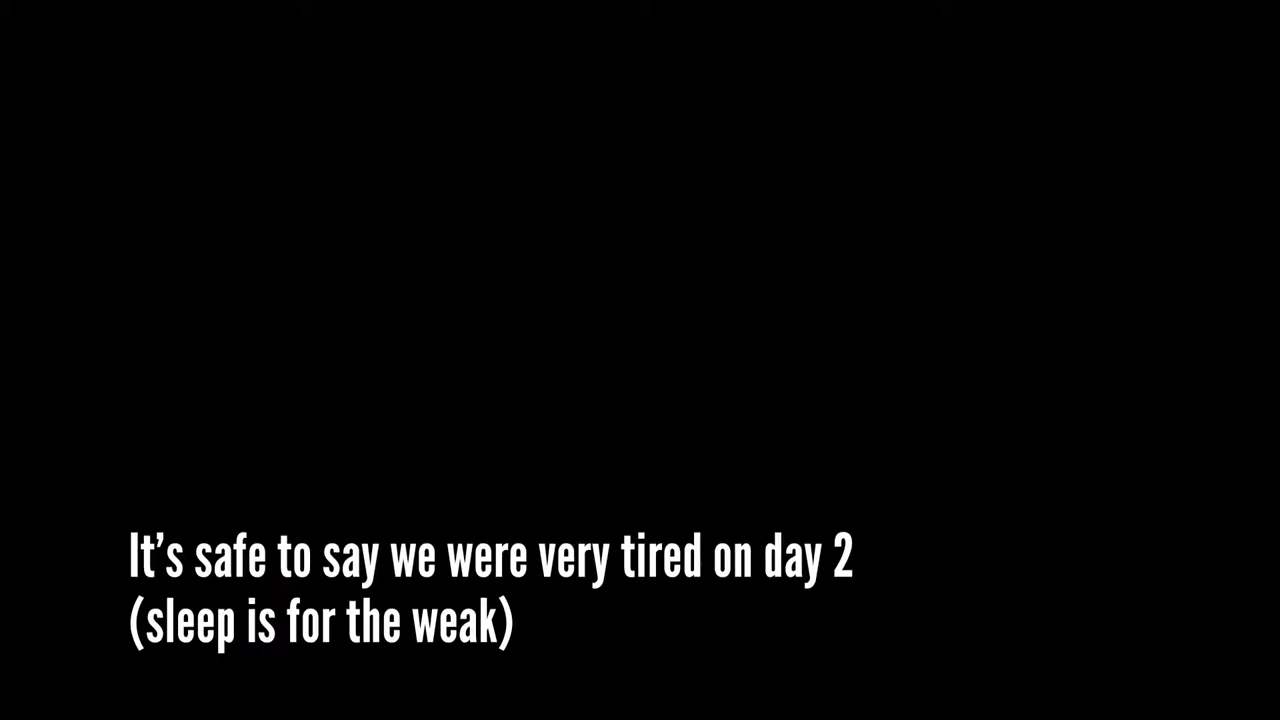 It’s safe to say we were very tired on day 2
(sleep is for the weak)